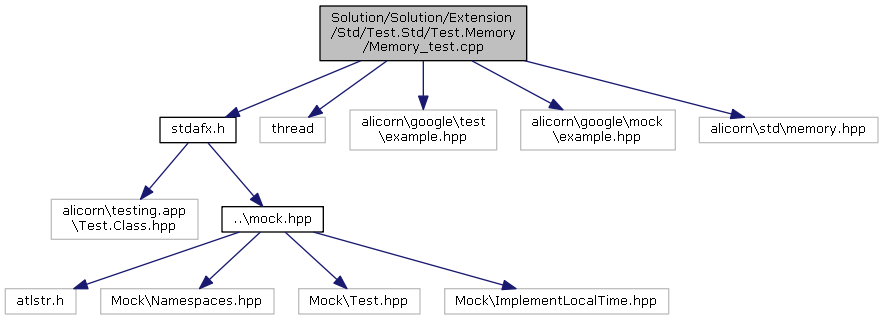 Solution/Solution/Extension
/Std/Test.Std/Test.Memory
/Memory_test.cpp
stdafx.h
thread
alicorn\google\test
\example.hpp
alicorn\google\mock
\example.hpp
alicorn\std\memory.hpp
alicorn\testing.app
\Test.Class.hpp
..\mock.hpp
atlstr.h
Mock\Namespaces.hpp
Mock\Test.hpp
Mock\ImplementLocalTime.hpp